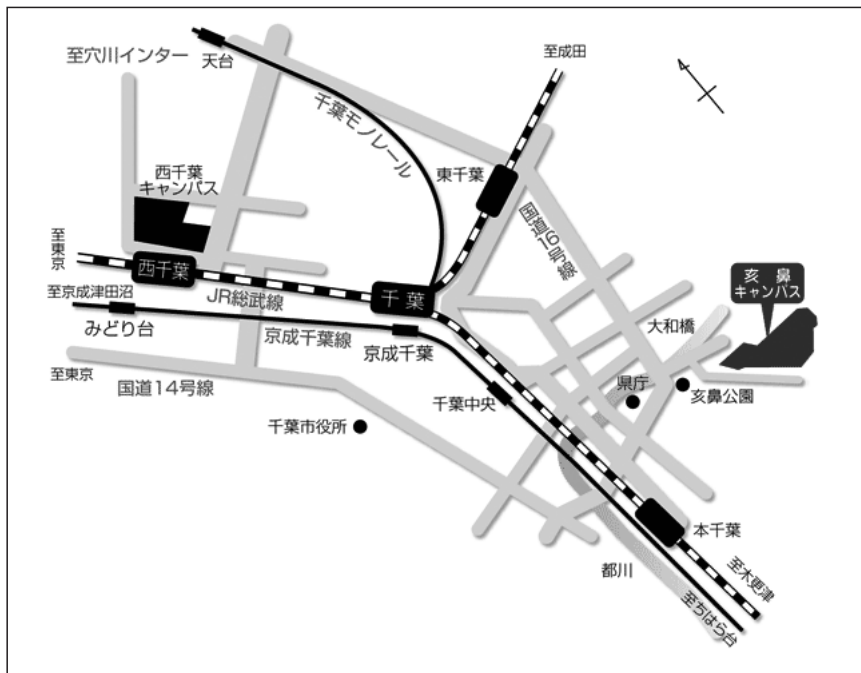 至穴川インター
天台
至成田
千葉モノレール
西千葉
キャンパス
東千葉
国道16号線
至東京
西千葉
千葉
JR総武線
亥鼻
キャンパス
至京成津田沼
みどり台
京成千葉線
京成千葉
大和橋
至東京
国道14号線
千葉中央
県庁
亥鼻公園
千葉市役所
本千葉
都川
至木更津
至ちはら台